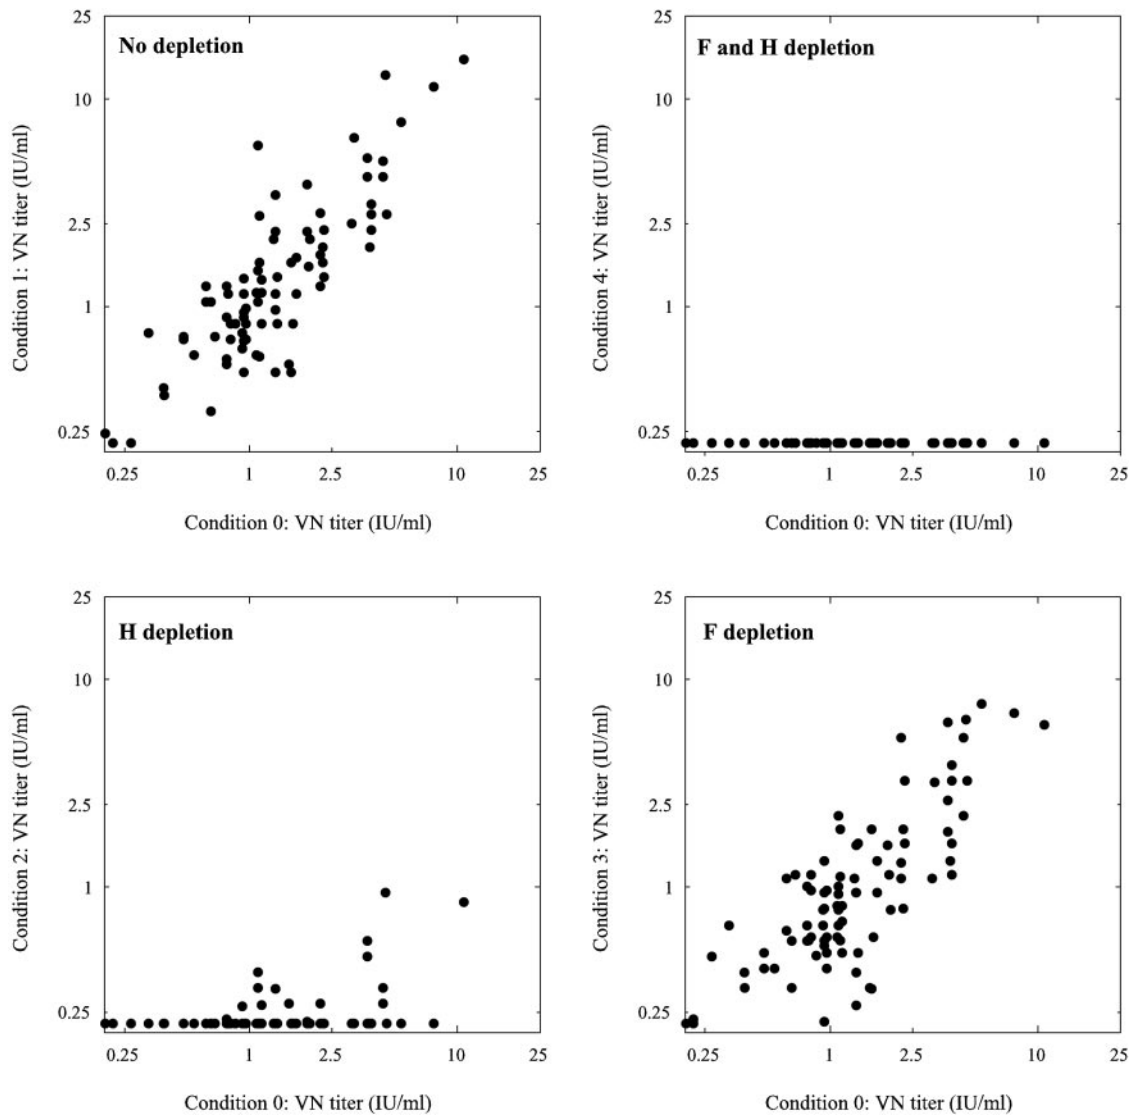 25
No depletion
10
2.5
1
0.25
Condition 1: VN titer (IU/ml)
0.25 1 2.5 10 25
Condition 0: VN titer (IU/ml)
25
F and H depletion
10
2.5
1
0.25
Condition 4: VN titer (IU/ml)
0.25 1 2.5 10 25
Condition 0: VN titer (IU/ml)
25
H depletion
10
2.5
1
0.25
Condition 2: VN titer (IU/ml)
0.25 1 2.5 10 25
Condition 0: VN titer (IU/ml)
25
F depletion
10
2.5
1
0.25
Condition 3: VN titer (IU/ml)
0.25 1 2.5 10 25
Condition 0: VN titer (IU/ml)